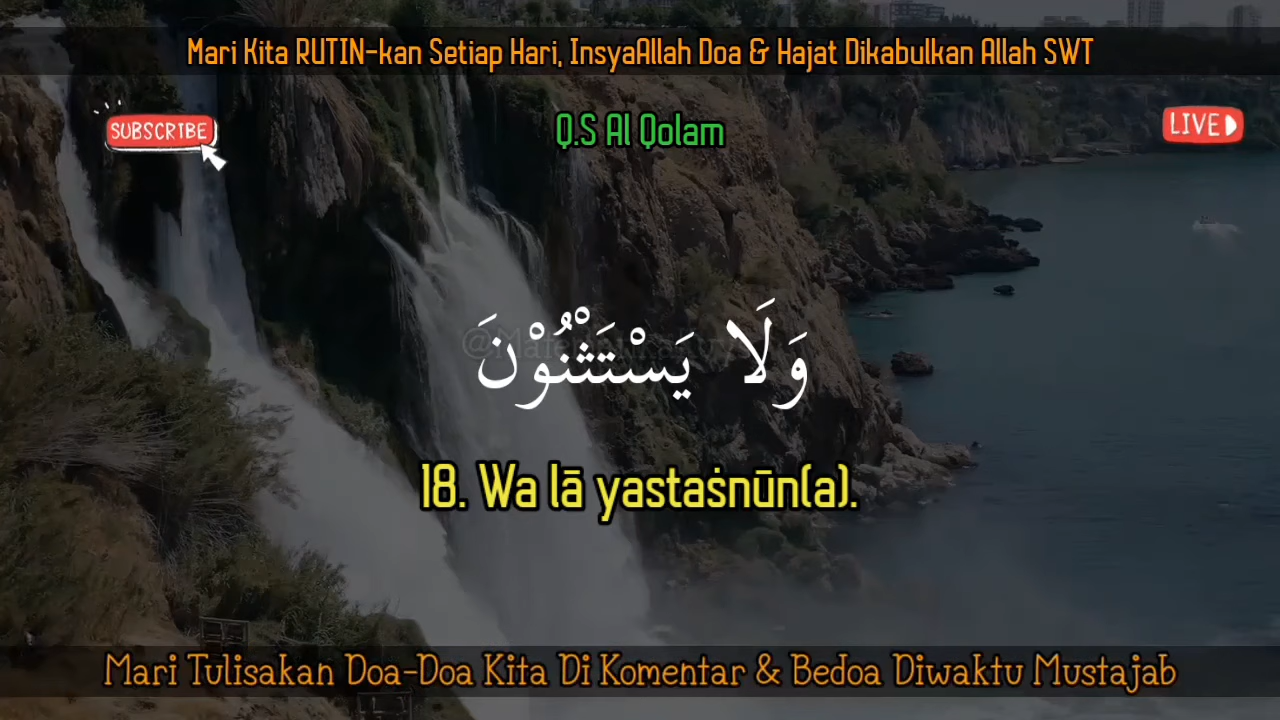 Mari Kita RUTIN-kan Setiap Hari, InsyaAllah Doa & Hajat Dikabulkan Allah SWT
SUBSCRIBE
Q.S Al Qolam
LIVE
وَلَا يَسْتَثْنُوْنَ
18. Wa lā yastaṡnūn(a).
Mari Tulisakan Doa-Doa Kita Di Komentar & Bedoa Diwaktu Mustajab